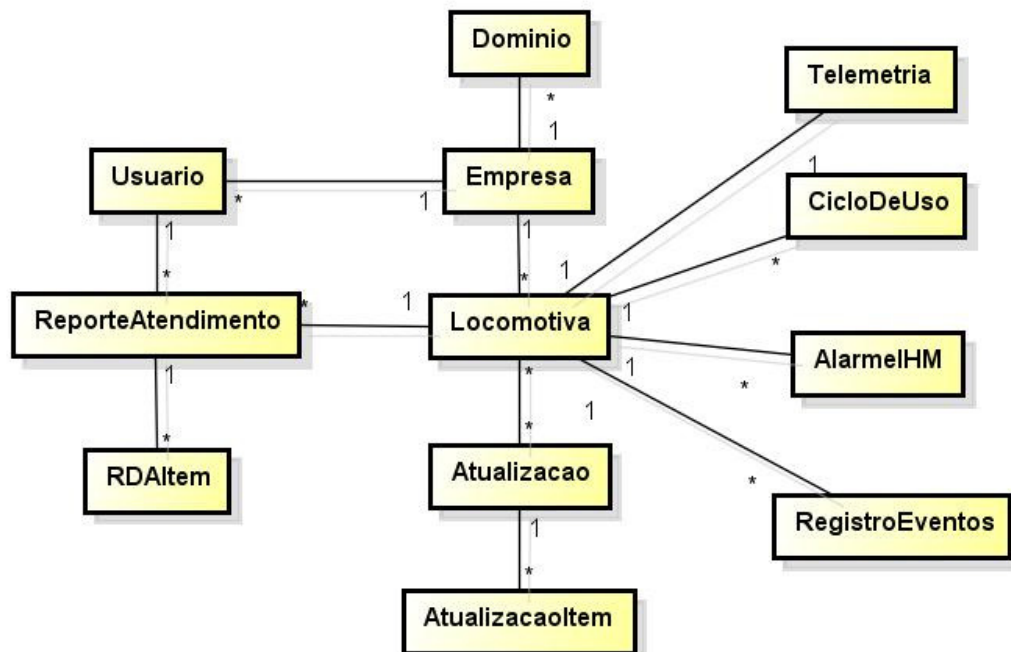 Dominio
Telemetria
*
1
1
Usuario
Empresa
CicloDeUso
*
1
1
1
*
*
*
1
*
1
1
ReporteAtendimento
Locomotiva
AlarmeIHM
1
*
1
*
1
*
*
*
RDAItem
Atualizacao
RegistroEventos
1
*
AtualizacaoItem